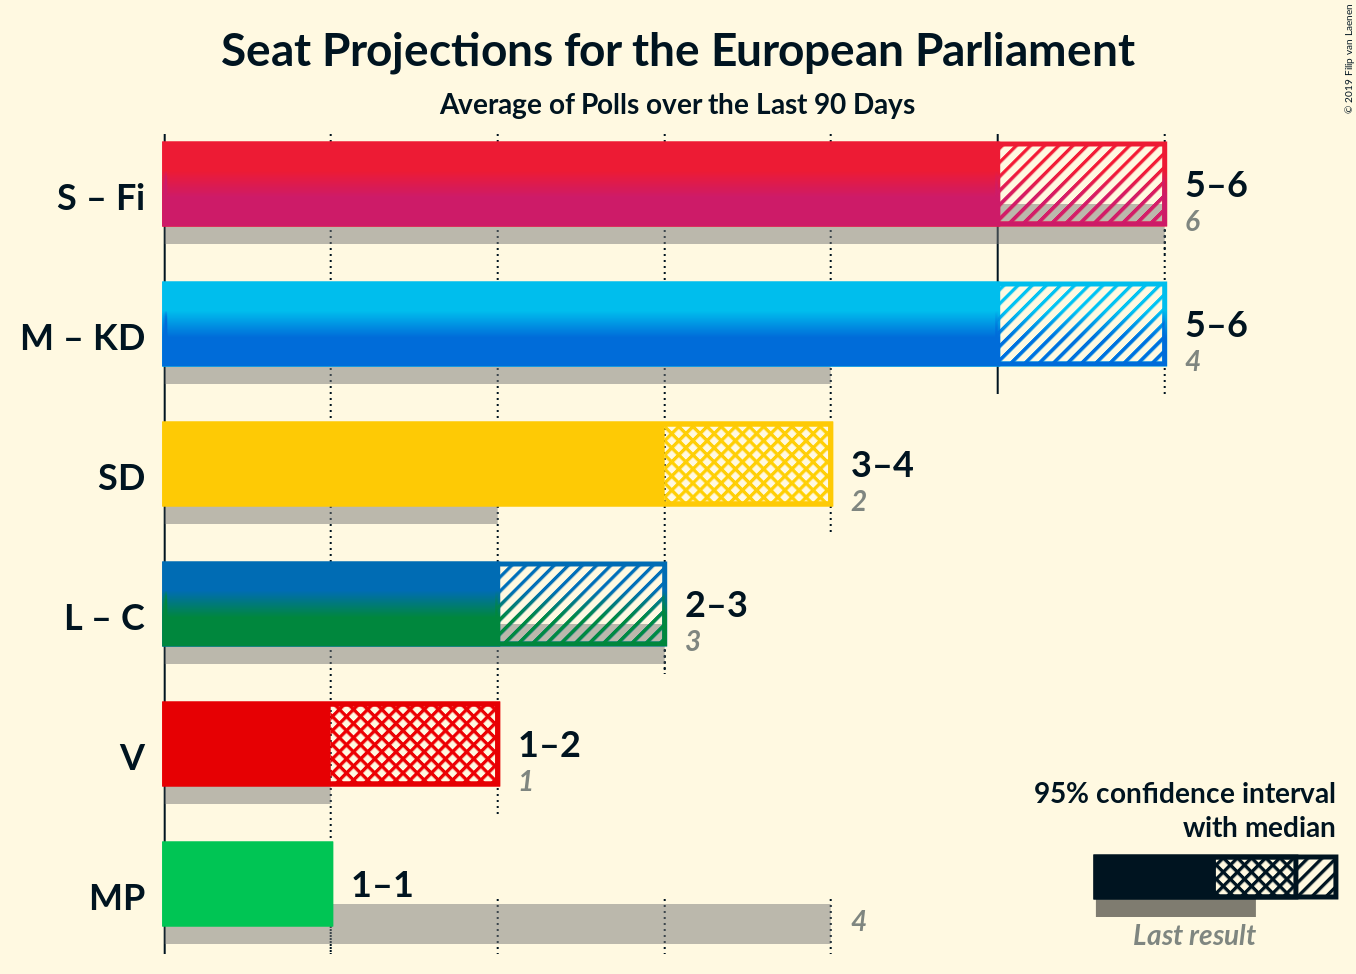 Seat Projections for the European Parliament
Average of Polls over the Last 90 Days
© 2019 Filip van Laenen
S – Fi
5–6
6
M – KD
5–6
4
SD
3–4
2
L – C
2–3
3
V
1–2
1
MP
1–1
4
95% confidence interval
with median
Last result